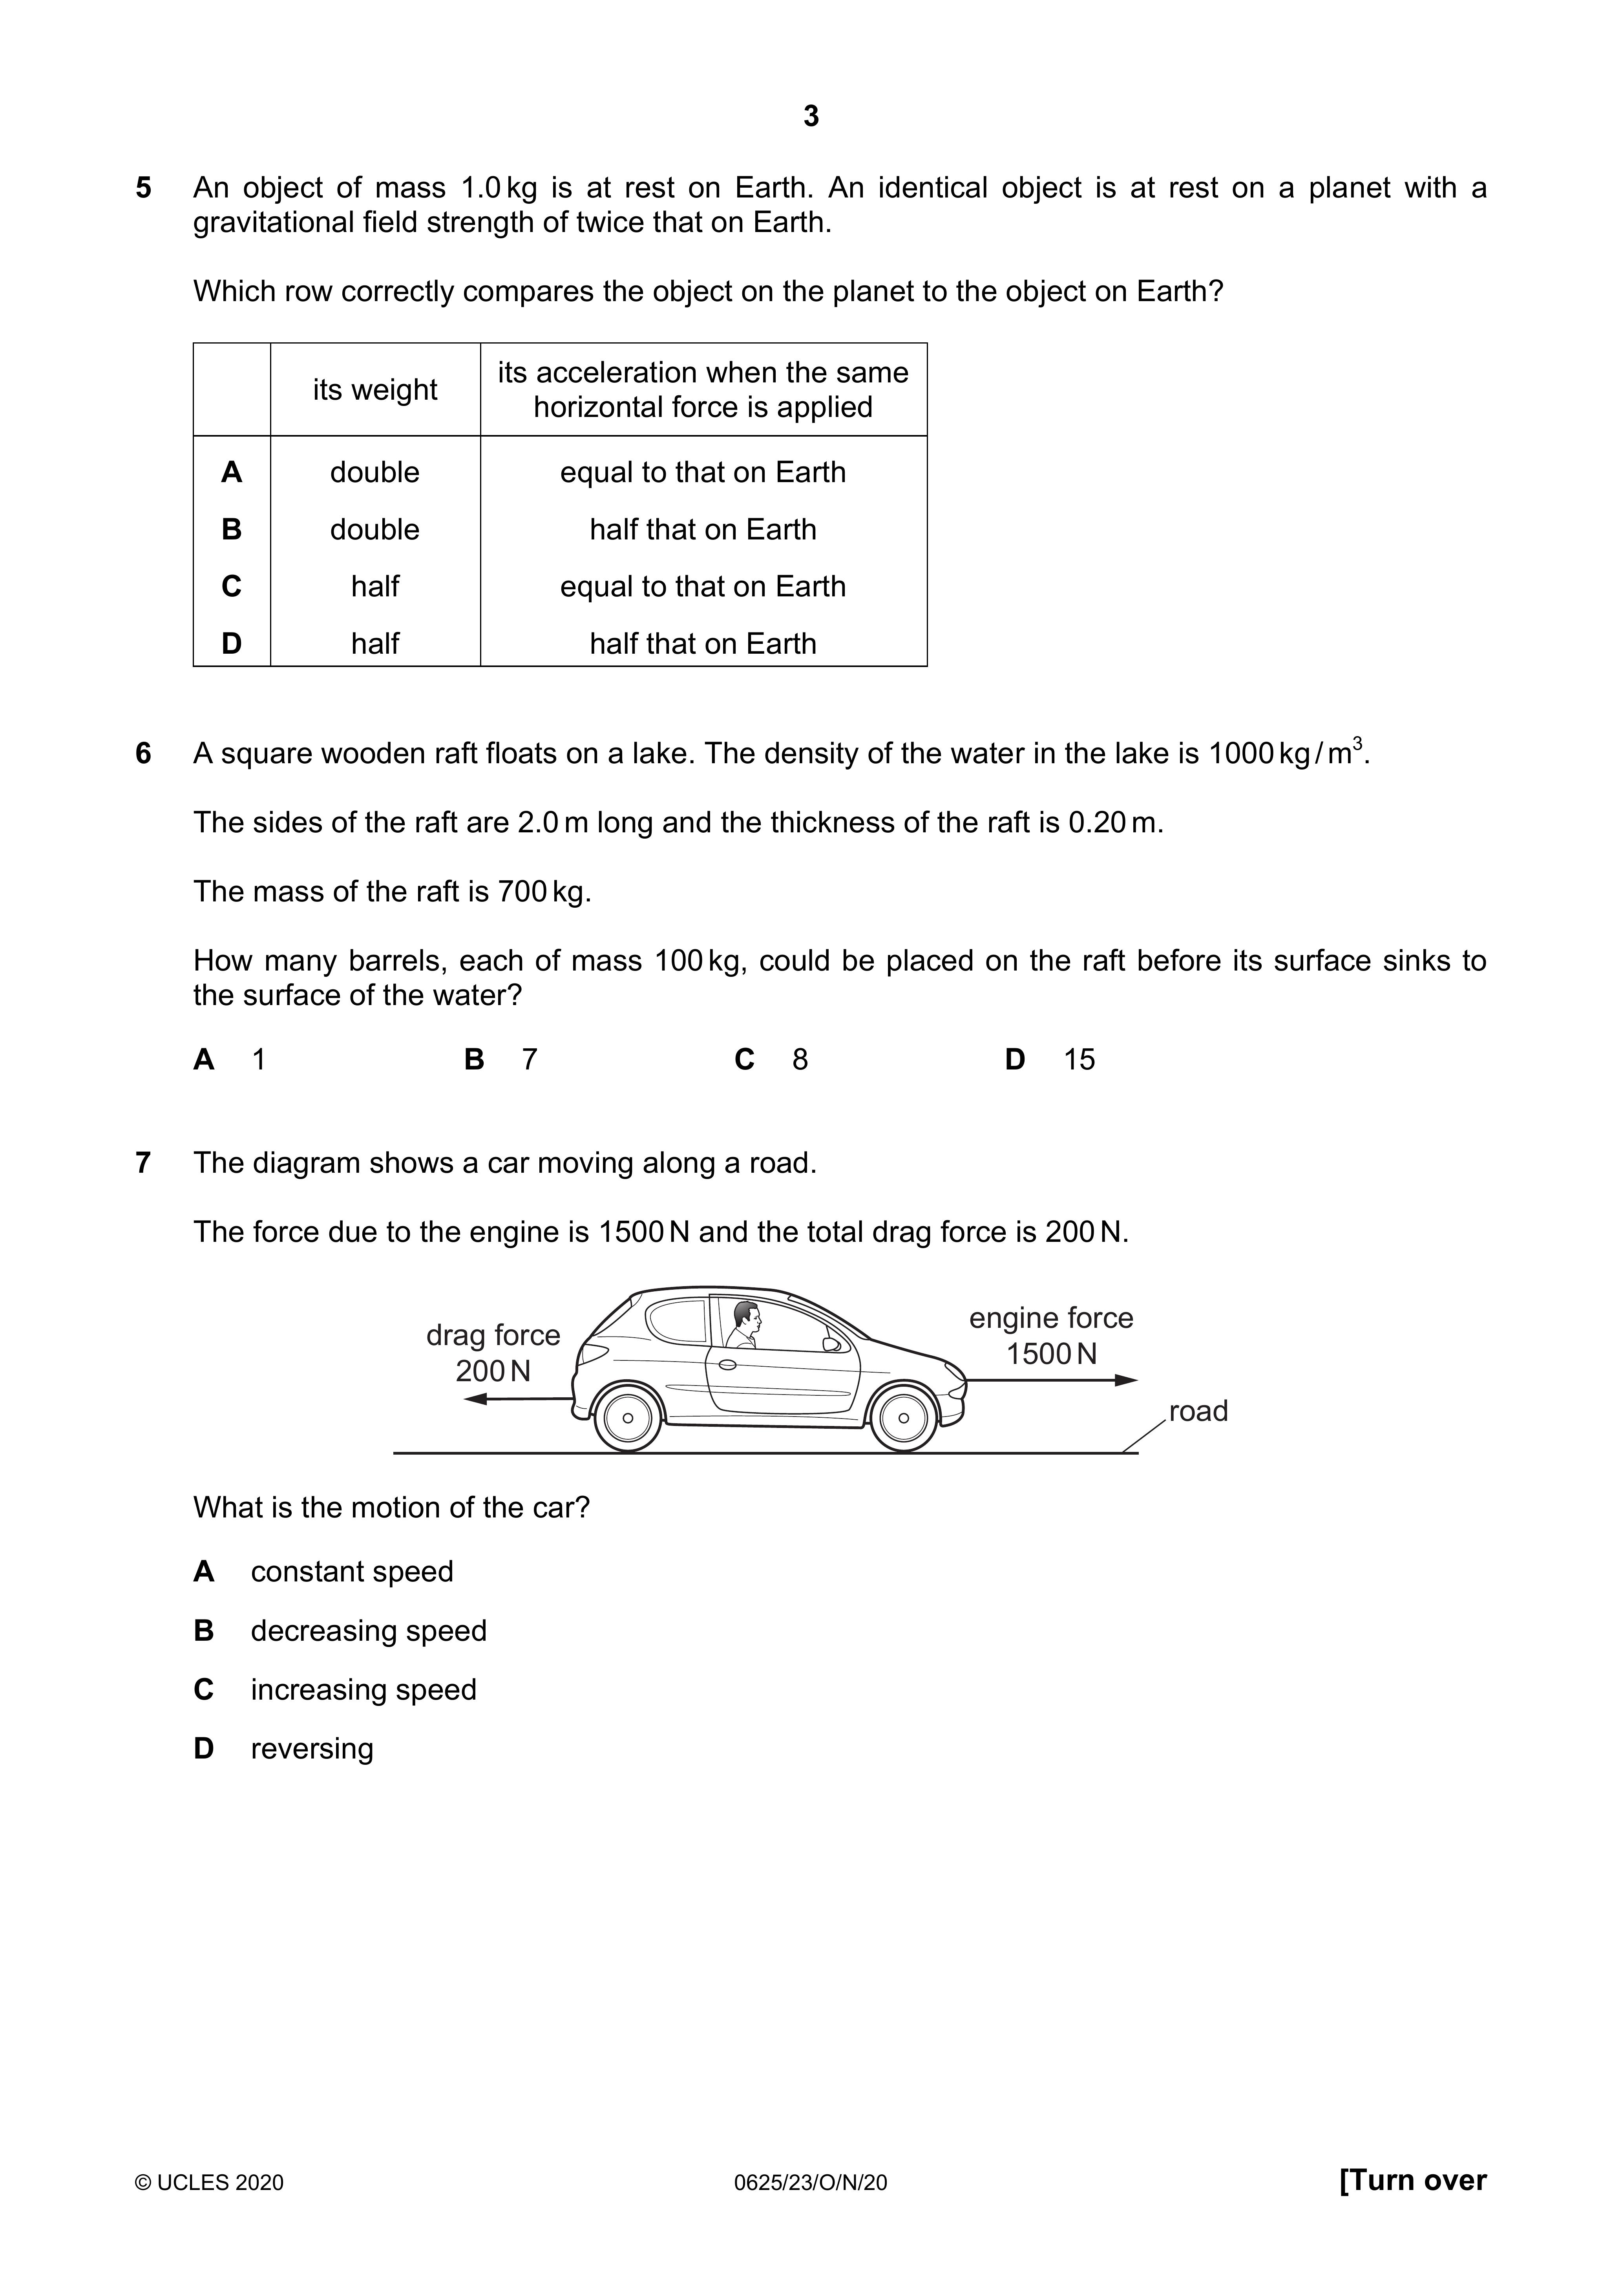 3
5 An object of mass 1.0 kg is at rest on Earth. An identical object is at rest on a planet with a
gravitational field strength of twice that on Earth.
Which row correctly compares the object on the planet to the object on Earth?
its weight
its acceleration when the same
horizontal force is applied
A double equal to that on Earth
B double half that on Earth
C half equal to that on Earth
D half half that on Earth
6 A square wooden raft floats on a lake. The density of the water in the lake is 1000 kg / m³.
The sides of the raft are 2.0 m long and the thickness of the raft is 0.20 m.
The mass of the raft is 700 kg.
How many barrels, each of mass 100 kg, could be placed on the raft before its surface sinks to
the surface of the water?
A 1 B 7 C 8 D 15
7 The diagram shows a car moving along a road.
The force due to the engine is 1500 N and the total drag force is 200 N.
drag force
200 N
engine force
1500 N
road
What is the motion of the car?
A constant speed
B decreasing speed
C increasing speed
D reversing
© UCLES 2020 0625/23/O/N/20 [Turn over